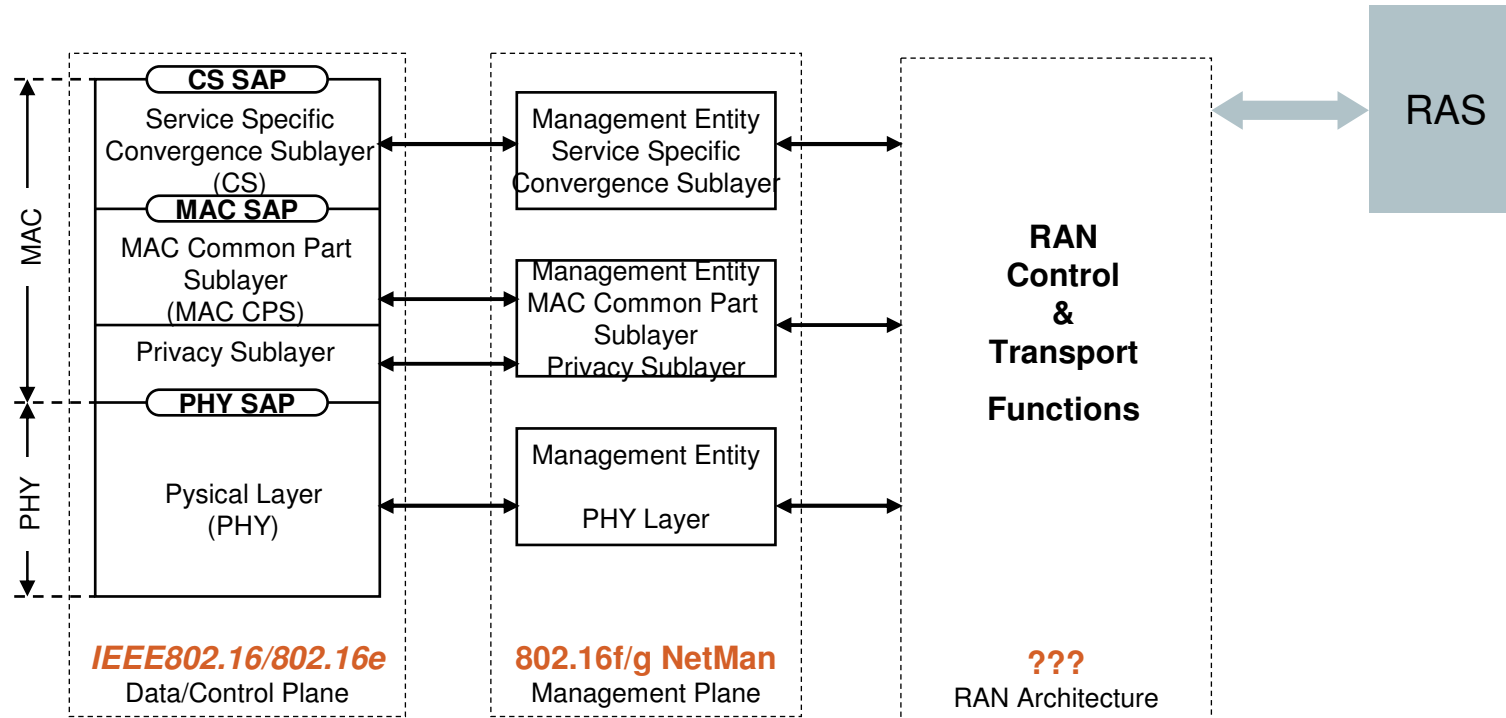 CS SAP
Service Specific
Convergence Sublayer
(CS)
MAC SAP
MAC Common Part
Sublayer
(MAC CPS)
Privacy Sublayer
PHY SAP
Pysical Layer
(PHY)
MAC
PHY
IEEE802.16/802.16e
Data/Control Plane
Management Entity
Service Specific
Convergence Sublayer
Management Entity
MAC Common Part
Sublayer
Privacy Sublayer
Management Entity
PHY Layer
802.16f/g NetMan
Management Plane
RAN
Control
&
Transport
Functions
???
RAN Architecture
RAS